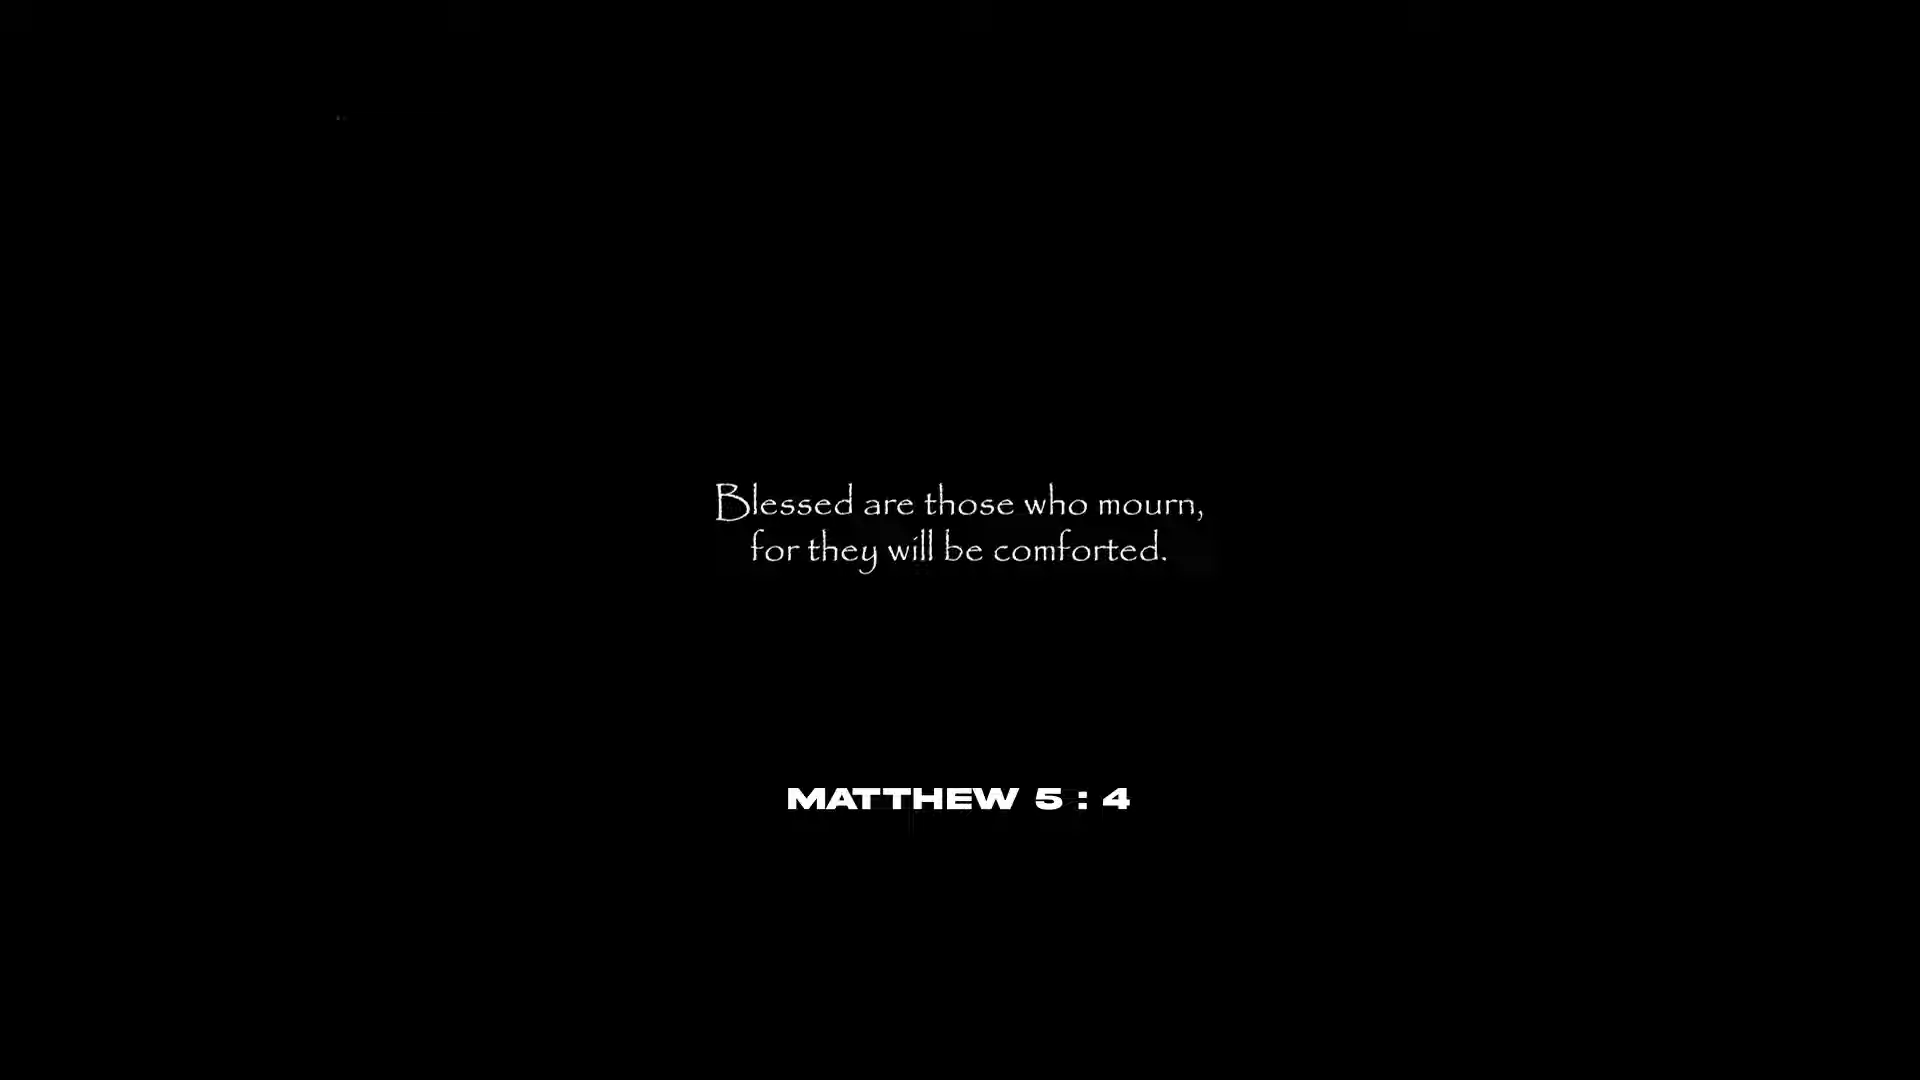 Blessed are those who mourn,
for they will be comforted.
MATTHEW 5 : 4